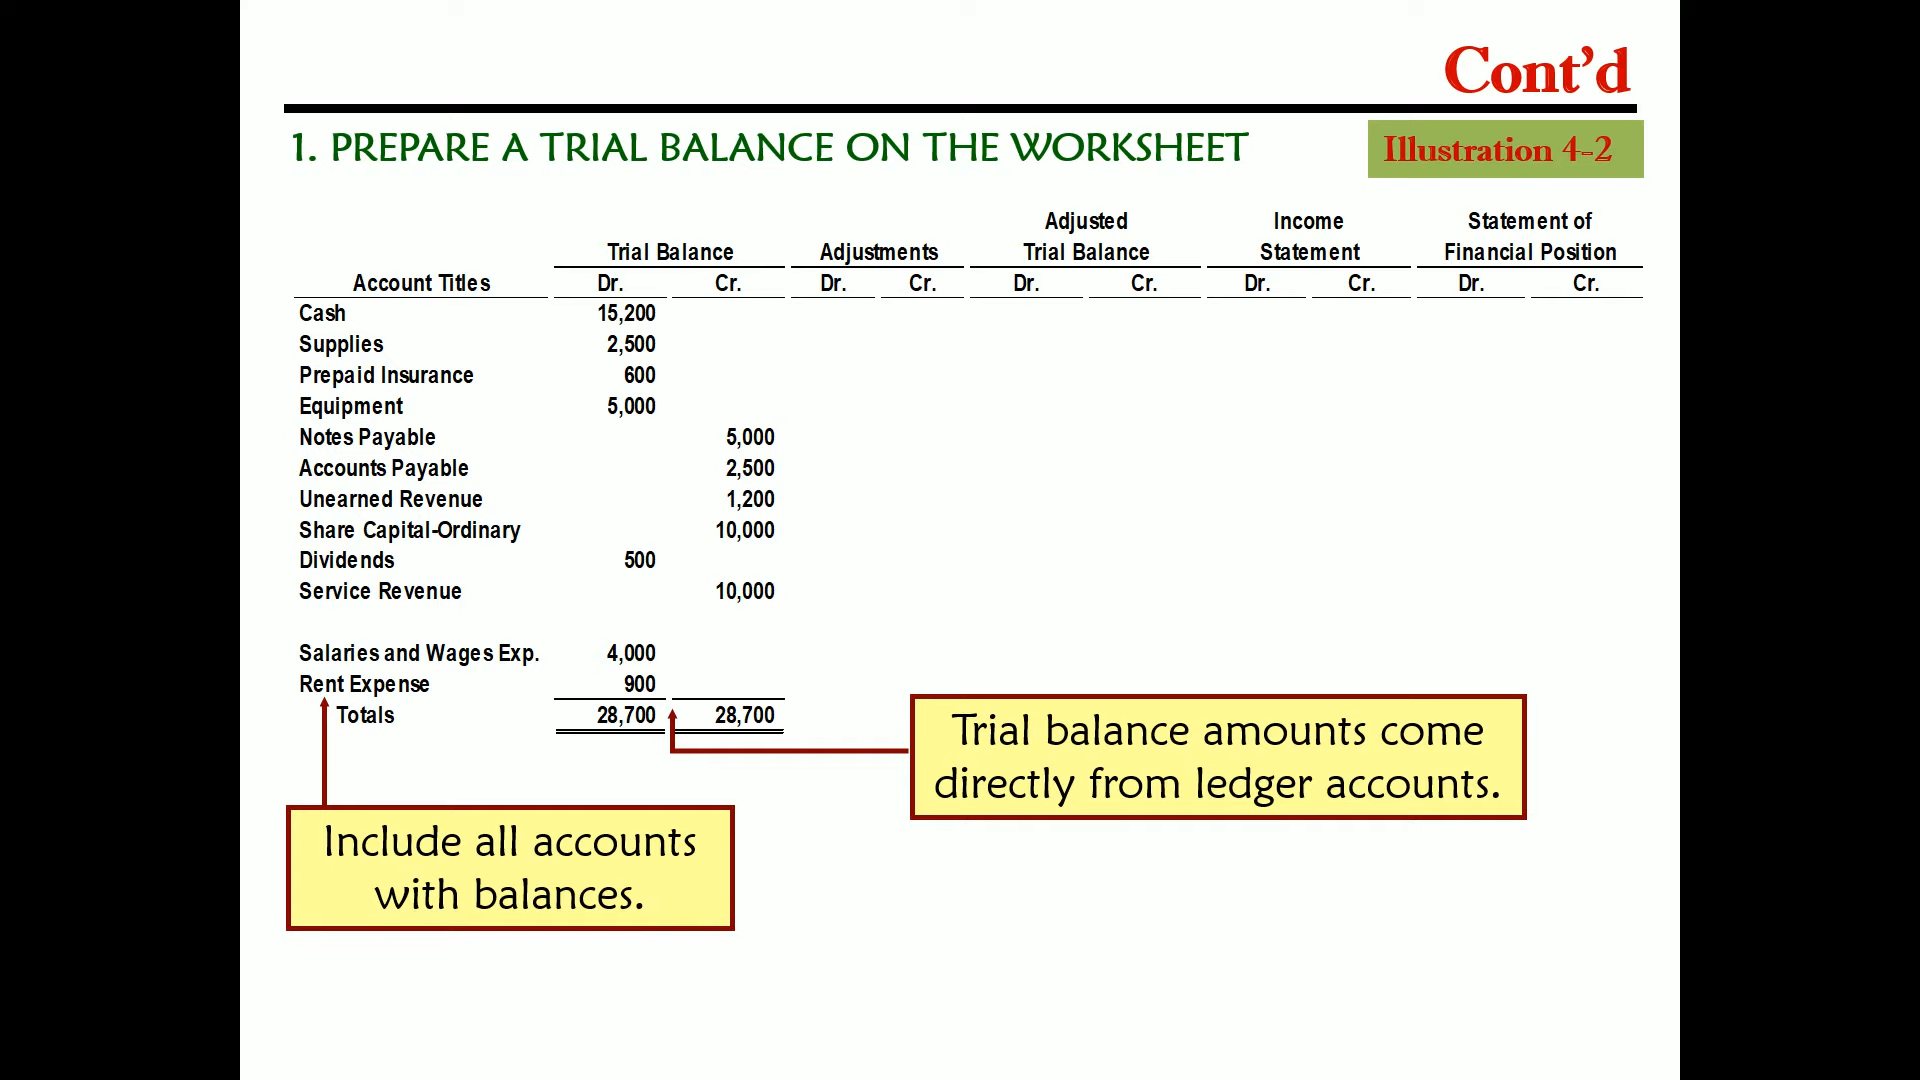 Cont’d
1. PREPARE A TRIAL BALANCE ON THE WORKSHEET
Illustration 4-2
Adjusted Income Statement of
Trial Balance Adjustments Trial Balance Statement Financial Position
Account Titles Dr. Cr. Dr. Cr. Dr. Cr. Dr. Cr. Dr. Cr.
Cash 15,200
Supplies 2,500
Prepaid Insurance 600
Equipment 5,000
Notes Payable 5,000
Accounts Payable 2,500
Unearned Revenue 1,200
Share Capital-Ordinary 10,000
Dividends 500
Service Revenue 10,000
Salaries and Wages Exp. 4,000
Rent Expense 900
Totals 28,700 28,700
Trial balance amounts come
directly from ledger accounts.
Include all accounts
with balances.